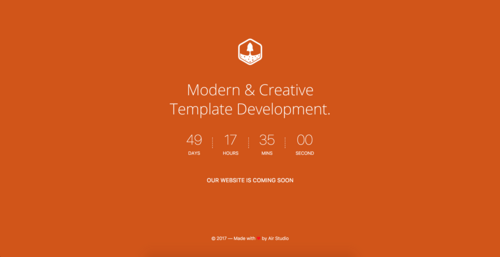 Modern & Creative
Template Development.
49 17 35 00
DAYS HOURS MINS SECOND
OUR WEBSITE IS COMING SOON
© 2017 — Made with ♥ by Air Studio